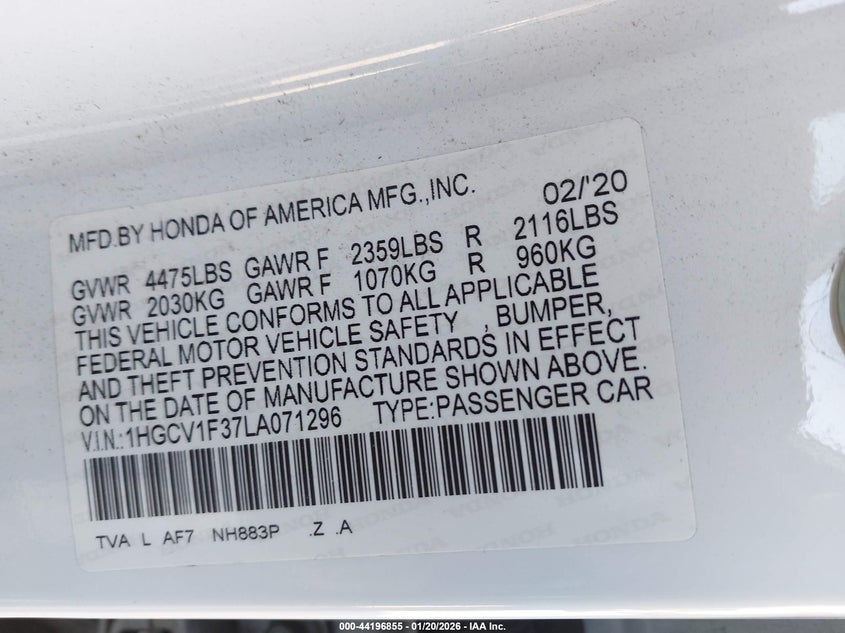 MFD.BY HONDA OF AMERICA MFG.,INC. 02/'20
GVWR 4475LBS GAWR F 2359LBS R 2116LBS
GVWR 2030KG GAWR F 1070KG R 960KG
THIS VEHICLE CONFORMS TO ALL APPLICABLE
FEDERAL MOTOR VEHICLE SAFETY , BUMPER,
AND THEFT PREVENTION STANDARDS IN EFFECT
ON THE DATE OF MANUFACTURE SHOWN ABOVE.
V.I.N.:1HGCV1F37LA071296 TYPE:PASSENGER CAR
TVA L AF7 NH883P .Z .A
000-44196855 | 01/20/2026 - IAA Inc.